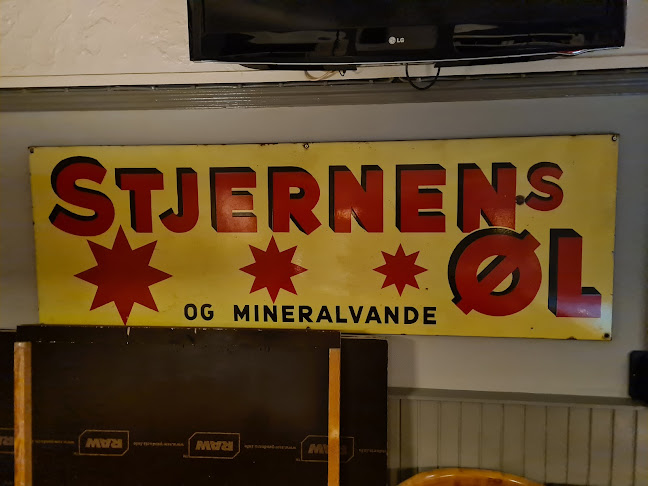 LG
STJERNENS
ØL
OG MINERALVANDE
RAW
RAW
RAW